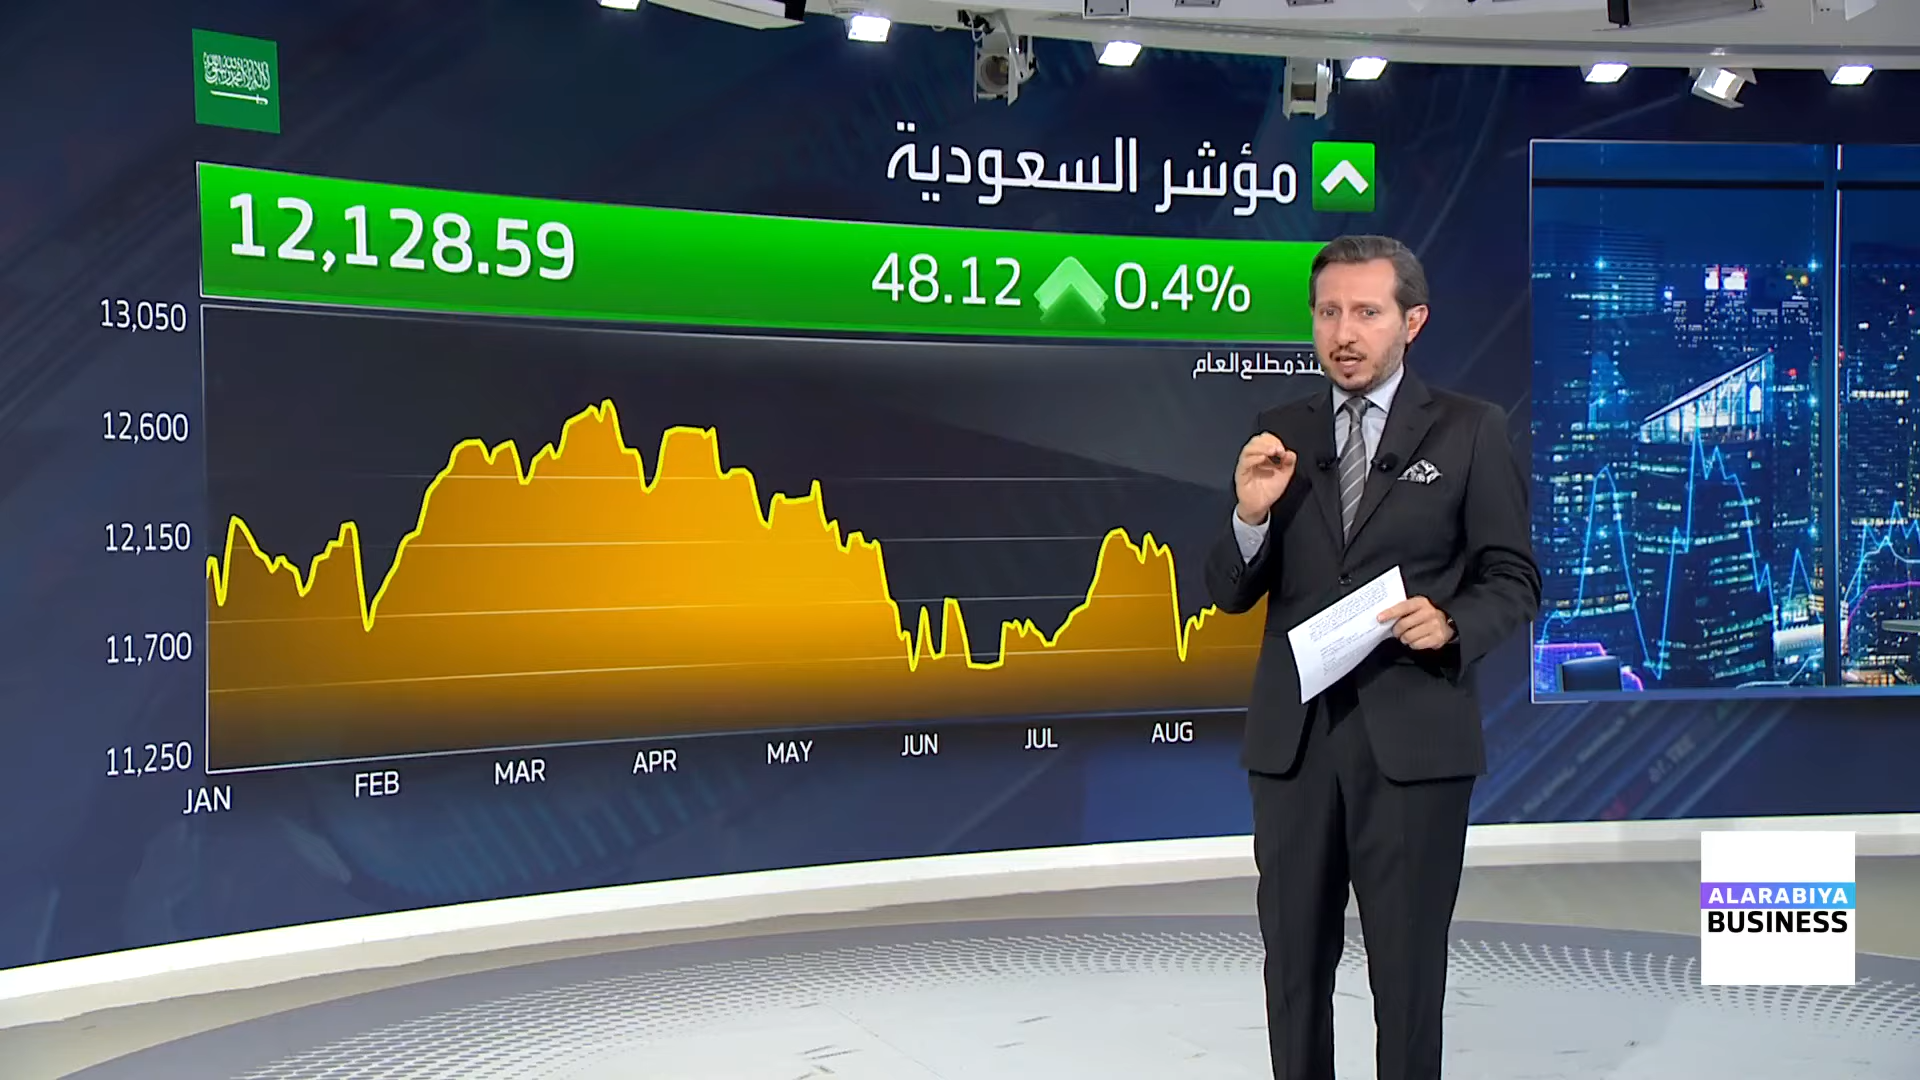 مؤشر السعودية
12,128.59
48.12
0.4%
مطلع العام
13,050
12,600
12,150
11,700
11,250
JAN
FEB
MAR
APR
MAY
JUN
JUL
AUG
ALARABIYA
BUSINESS